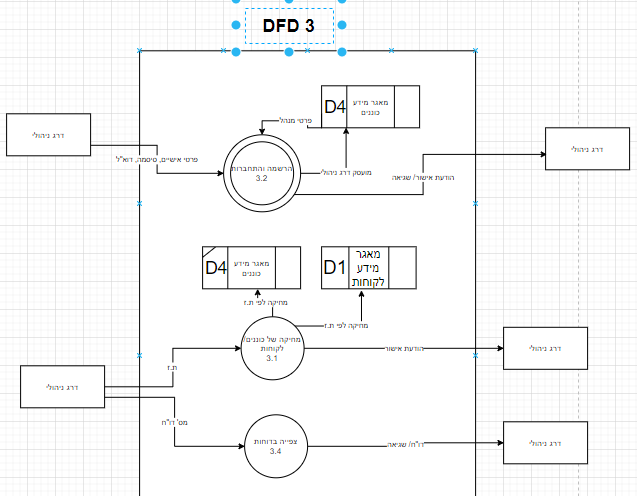 DFD 3
D4
מאגר מידע
כוננים
פרטי מנהל
דרג ניהולי
פרטי אישיים, סיסמה, דוא"ל
הרשמה והתחברות
3.2
מועסק דרג ניהולי
הודעת אישור/ שגיאה
דרג ניהולי
D4
מאגר מידע
כוננים
D1
מאגר
מידע
לקוחות
מחיקה לפי ת.ז
מחיקה לפי ת.ז
מחיקה של כוננים/
לקוחות
3.1
הודעת אישור
דרג ניהולי
ת.ז
דרג ניהולי
מס' דו"ח
צפייה בדוחות
3.4
דו"ח/ שגיאה
דרג ניהולי